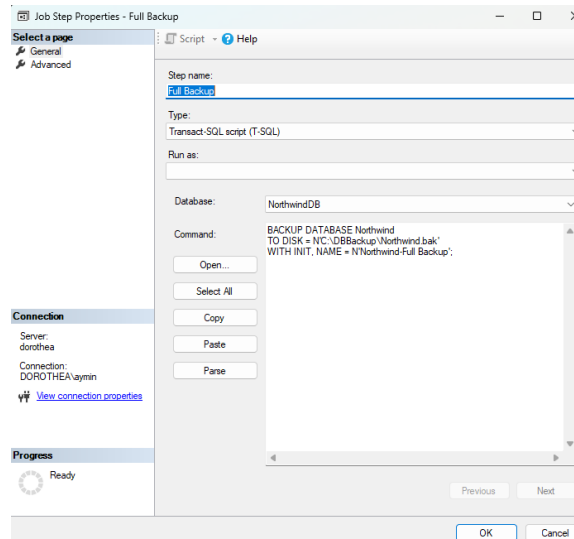 Job Step Properties - Full Backup
Select a page
General
Advanced
Script
Help
Step name:
Full Backup
Type:
Transact-SQL script (T-SQL)
Run as:
Database:
NorthwindDB
Command:
BACKUP DATABASE Northwind
TO DISK = N'C:\DBBackup\Northwind.bak'
WITH INIT, NAME = N'Northwind-Full Backup';
Open...
Select All
Copy
Paste
Parse
Connection
Server:
dorothea
Connection:
DOROTHEA\aymin
View connection properties
Progress
Ready
Previous
Next
OK
Cancel